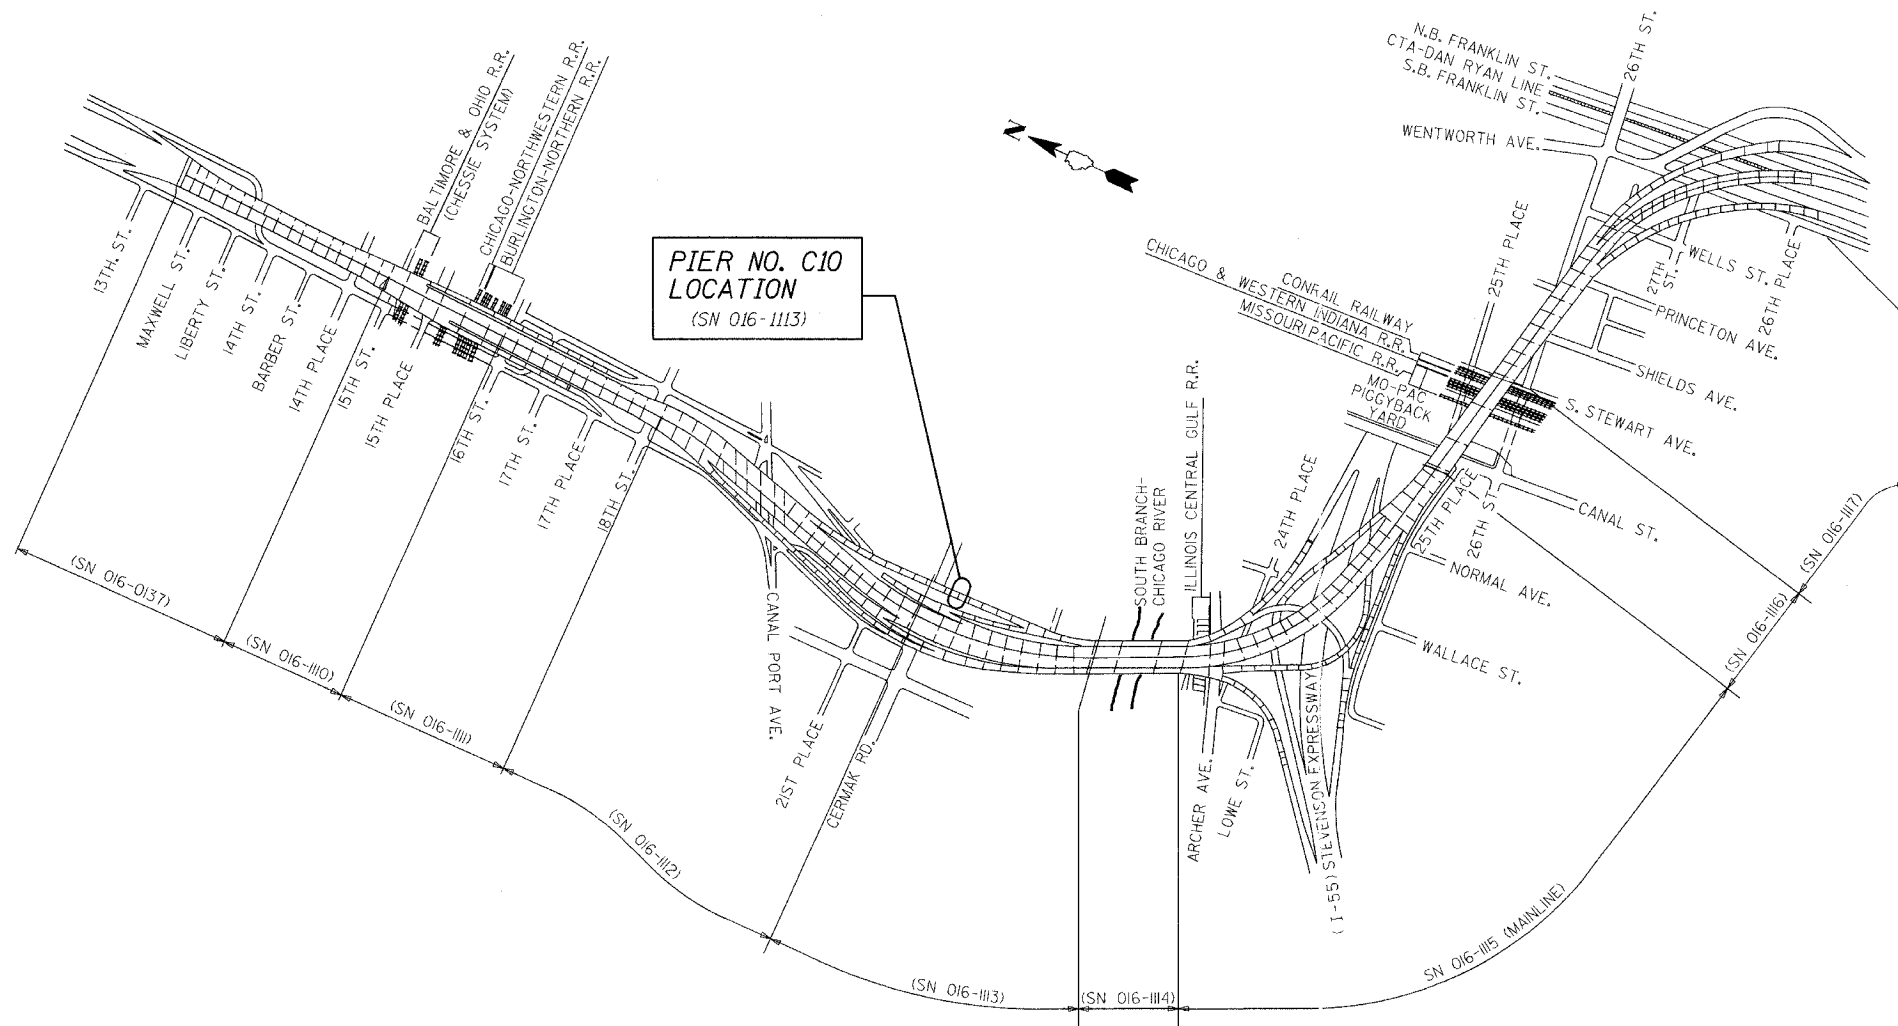 N.B. FRANKLIN ST.
CTA-DAN RYAN LINE
S.B. FRANKLIN ST.
26TH ST.
WENTWORTH AVE.
BALTIMORE & OHIO R.R.
(CHESSIE SYSTEM)
CHICAGO-NORTHWESTERN R.R.
BURLINGTON-NORTHERN R.R.
N
PIER NO. C10
LOCATION
(SN 016-1113)
CHICAGO & WESTERN INDIANA R.R.
CONRAIL RAILWAY
MISSOURI PACIFIC R.R.
MO-PAC
PIGGYBACK
YARD
25TH PLACE
WELLS ST.
27TH
ST.
26TH PLACE
PRINCETON AVE.
SHIELDS AVE.
S. STEWART AVE.
CANAL ST.
13TH. ST.
MAXWELL ST.
LIBERTY ST.
14TH ST.
BARBER ST.
14TH PLACE
15TH ST.
15TH PLACE
16TH ST.
17TH ST.
17TH PLACE
18TH ST.
CANAL PORT AVE.
21ST PLACE
CERMAK RD.
SOUTH BRANCH-
CHICAGO RIVER
ILLINOIS CENTRAL GULF R.R.
24TH PLACE
25TH PLACE
26TH ST.
NORMAL AVE.
WALLACE ST.
ARCHER AVE.
LOWE ST.
(I-55) STEVENSON EXPRESSWAY
(SN 016-0137)
(SN 016-1110)
(SN 016-1111)
(SN 016-1112)
(SN 016-1113)
(SN 016-1114)
SN 016-1115 (MAINLINE)
(SN 016-1116)
(SN 016-1117)